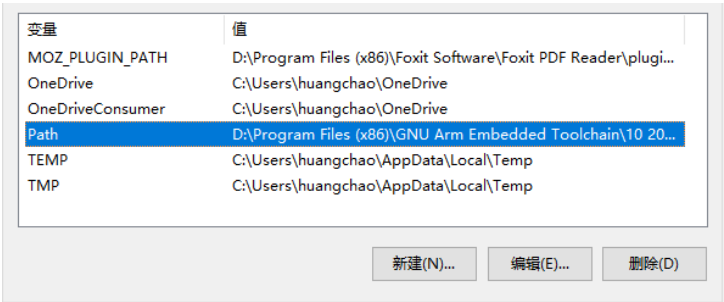 变量 值
MOZ_PLUGIN_PATH D:\Program Files (x86)\Foxit Software\Foxit PDF Reader\plugi...
OneDrive C:\Users\huangchao\OneDrive
OneDriveConsumer C:\Users\huangchao\OneDrive
Path D:\Program Files (x86)\GNU Arm Embedded Toolchain\10 20...
TEMP C:\Users\huangchao\AppData\Local\Temp
TMP C:\Users\huangchao\AppData\Local\Temp
新建(N)... 编辑(E)... 删除(D)